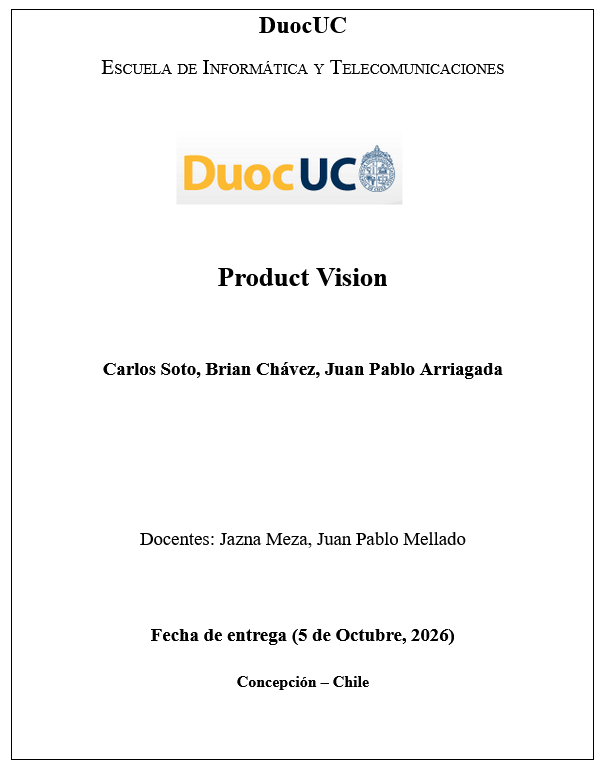 DuocUC
ESCUELA DE INFORMÁTICA Y TELECOMUNICACIONES
DuocUC
Product Vision
Carlos Soto, Brian Chávez, Juan Pablo Arriagada
Docentes: Jazna Meza, Juan Pablo Mellado
Fecha de entrega (5 de Octubre, 2026)
Concepción – Chile